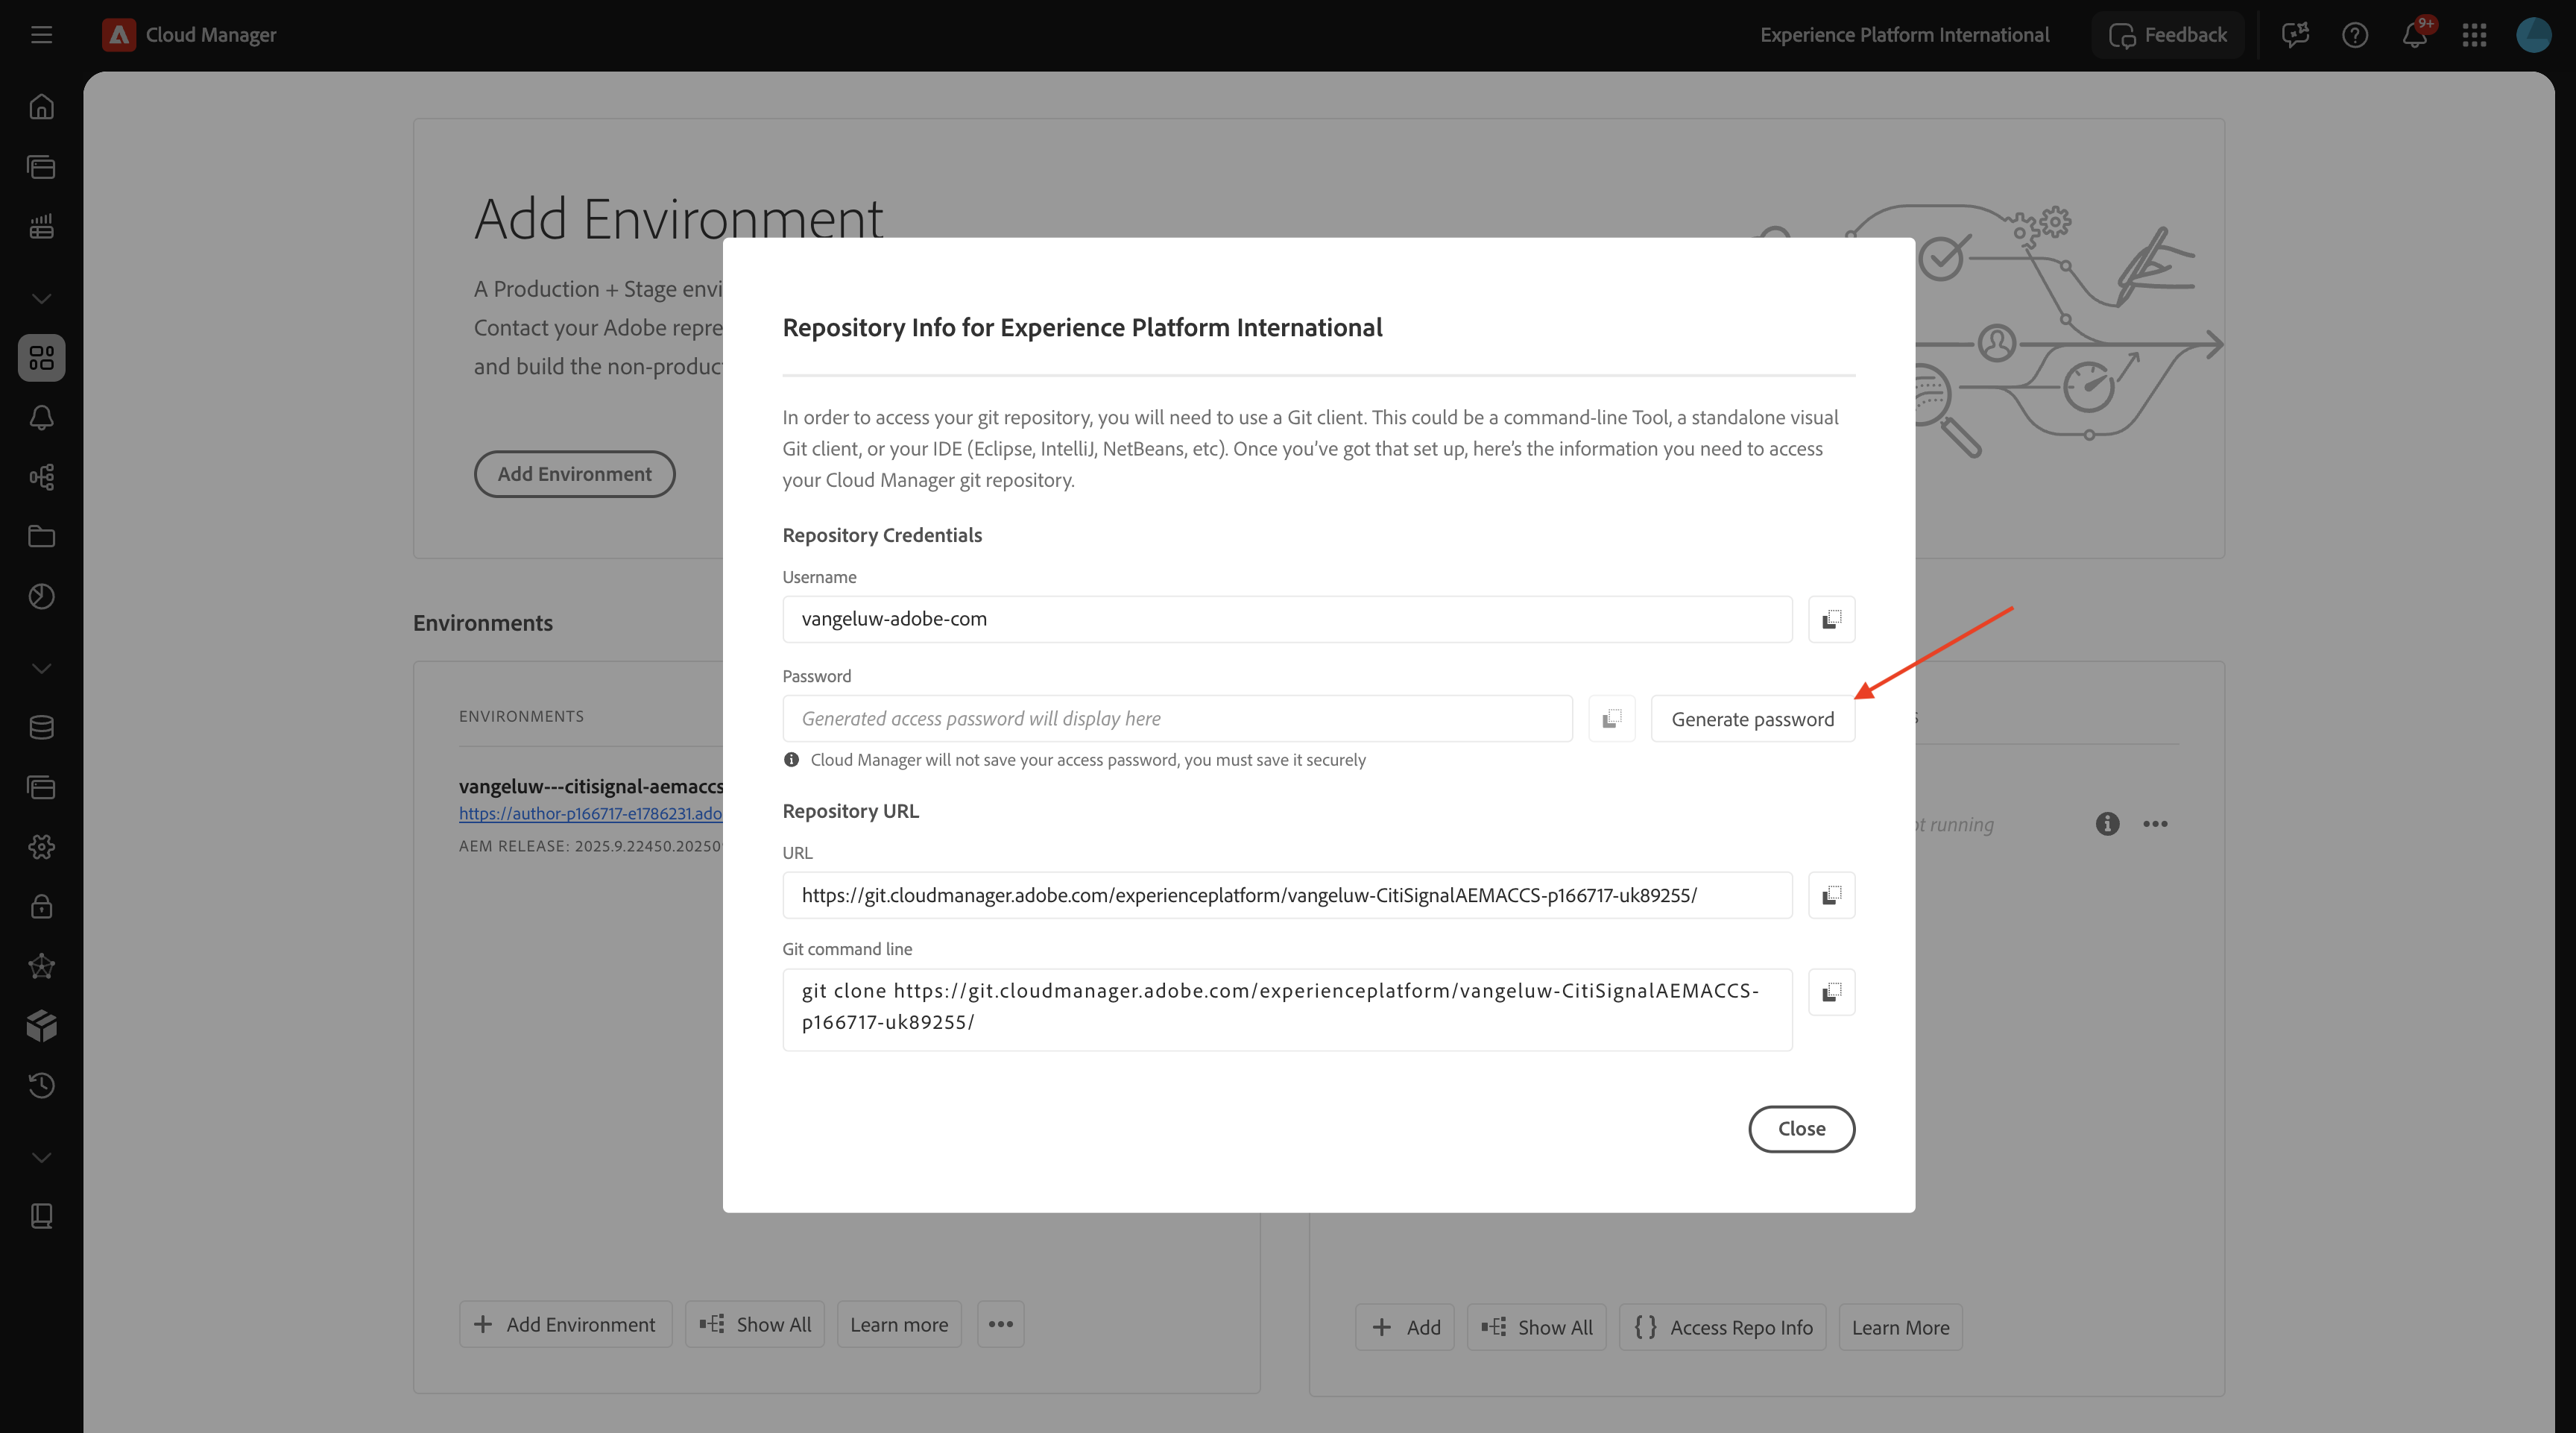 Cloud Manager
Experience Platform International
Feedback
9+
Add Environment
A Production + Stage envi
Contact your Adobe repre
and build the non-produc
Add Environment
Repository Info for Experience Platform International
In order to access your git repository, you will need to use a Git client. This could be a command-line Tool, a standalone visual
Git client, or your IDE (Eclipse, IntelliJ, NetBeans, etc). Once you've got that set up, here's the information you need to access
your Cloud Manager git repository.
Repository Credentials
Username
vangeluw-adobe-com
Password
Generated access password will display here
Generate password
Cloud Manager will not save your access password, you must save it securely
Repository URL
URL
https://git.cloudmanager.adobe.com/experienceplatform/vangeluw-CitiSignalAEMACCS-p166717-uk89255/
Git command line
git clone https://git.cloudmanager.adobe.com/experienceplatform/vangeluw-CitiSignalAEMACCS-
p166717-uk89255/
Close
Environments
ENVIRONMENTS
vangeluw---citisignal-aemaccs
https://author-p166717-e1786231.ado
AEM RELEASE: 2025.9.22450.20250
ot running
Add Environment
Show All
Learn more
Add
Show All
Access Repo Info
Learn More